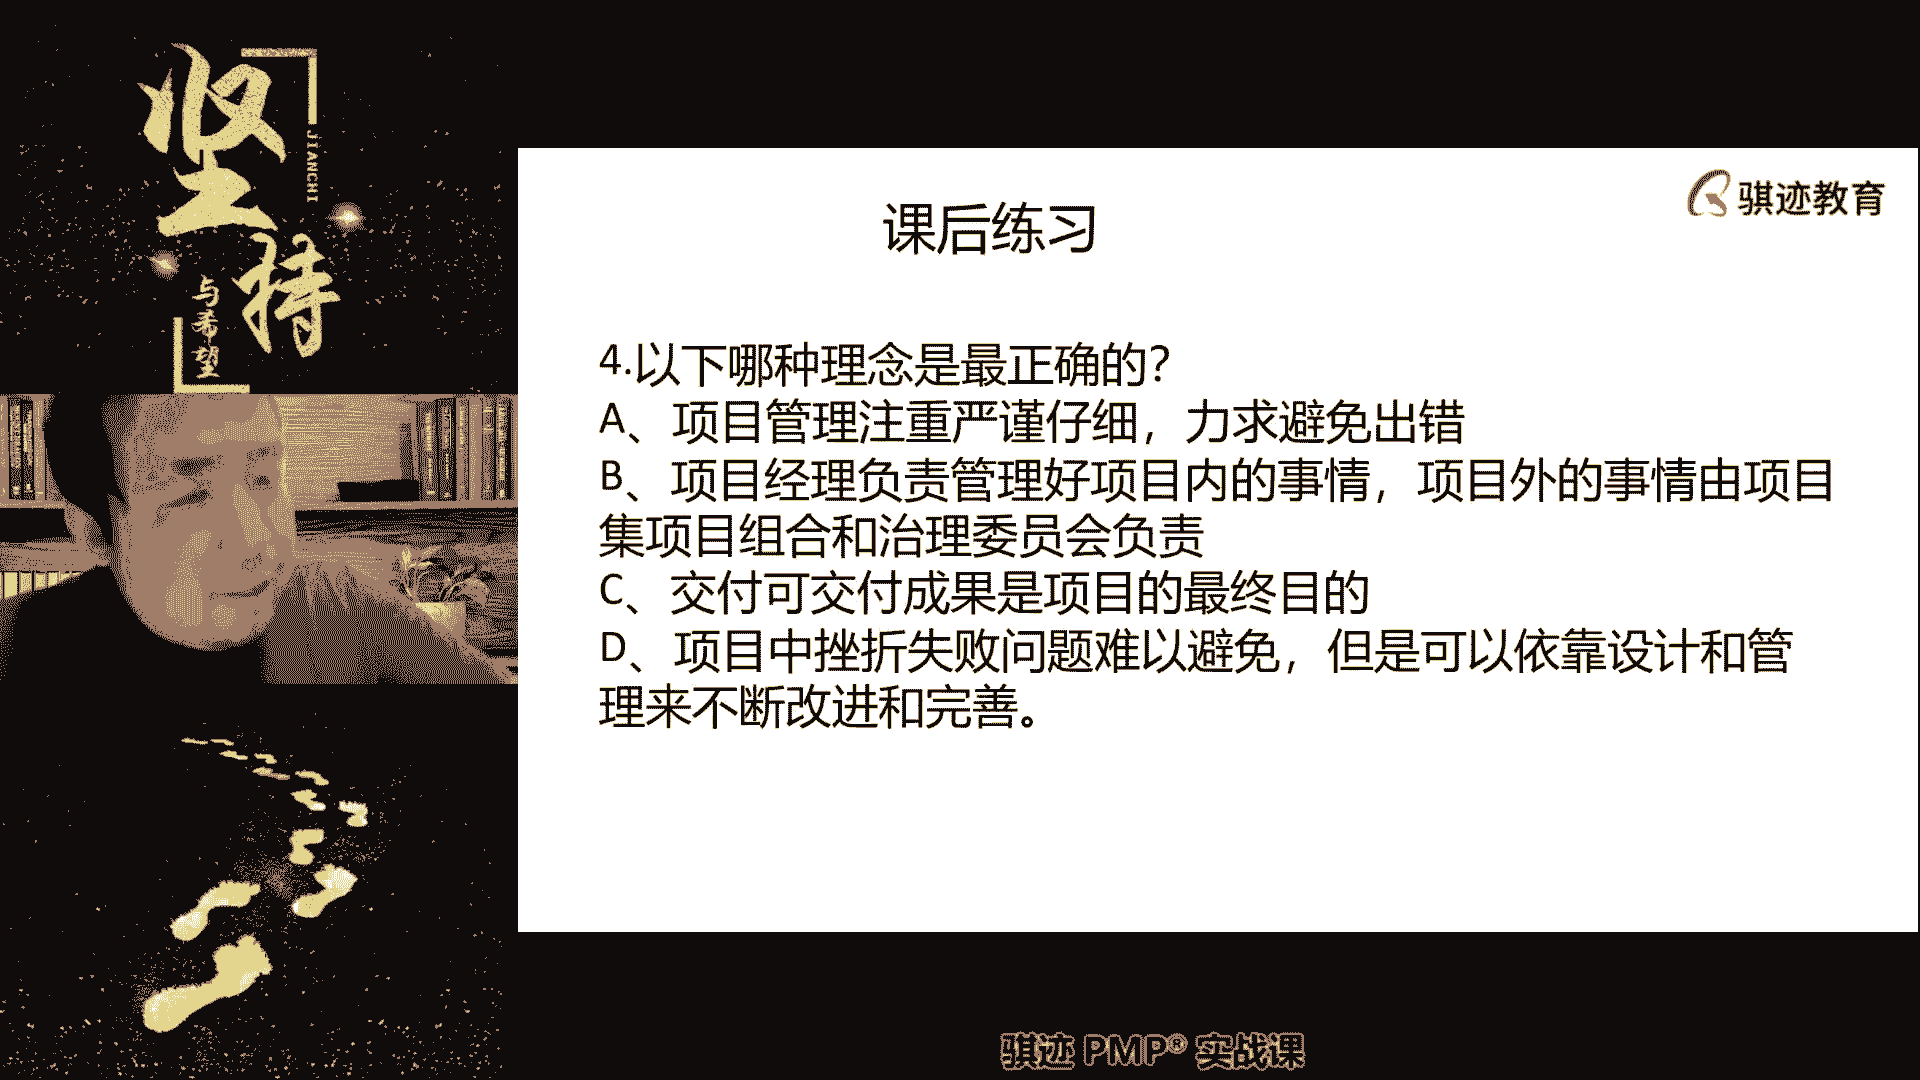 坚持
JIANCHI
与希望
骐迹教育
课后练习
4.以下哪种理念是最正确的？
A、项目管理注重严谨仔细，力求避免出错
B、项目经理负责管理好项目内的事情，项目外的事情由项目
集项目组合和治理委员会负责
C、交付可交付成果是项目的最终目的
D、项目中挫折失败问题难以避免，但是可以依靠设计和管
理来不断改进和完善。
骐迹 PMP® 实战课